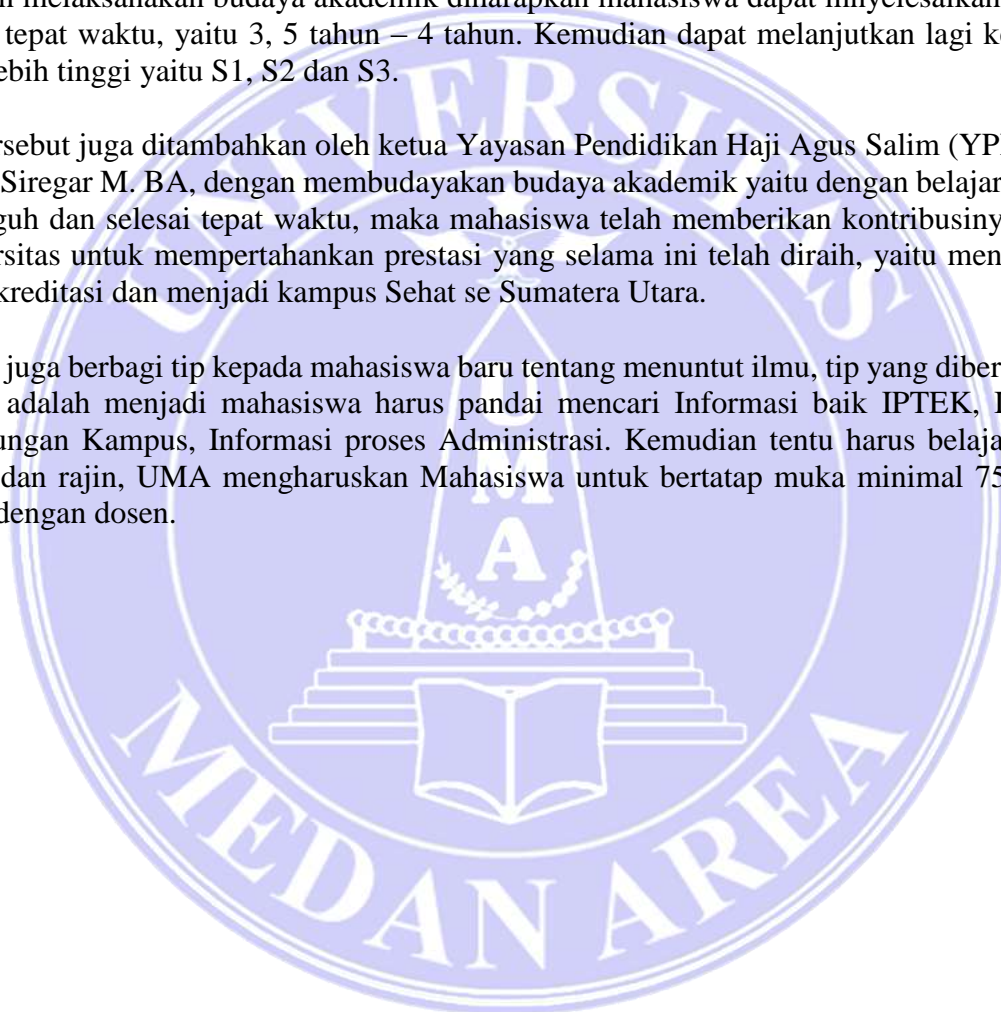 melaksanakan budaya akademik diharapkan mahasiswa dapat minyelesaikan
tepat waktu, yaitu 3, 5 tahun – 4 tahun. Kemudian dapat melanjutkan lagi
ebih tinggi yaitu S1, S2 dan S3.
rsebut juga ditambahkan oleh ketua Yayasan Pendidikan Haji Agus Salim (YP
Siregar M. BA, dengan membudayakan budaya akademik yaitu dengan belajar
guh dan selesai tepat waktu, maka mahasiswa telah memberikan kontribusiny
rsitas untuk mempertahankan prestasi yang selama ini telah diraih, yaitu men
kreditasi dan menjadi kampus Sehat se Sumatera Utara.
juga berbagi tip kepada mahasiswa baru tentang menuntut ilmu, tip yang diber
adalah menjadi mahasiswa harus pandai mencari Informasi baik IPTEK,
ungan Kampus, Informasi proses Administrasi. Kemudian tentu harus belaja
dan rajin, UMA mengharuskan Mahasiswa untuk bertatap muka minimal 75
dengan dosen.
UNIVERSITAS
U
M
A
MEDAN AREA